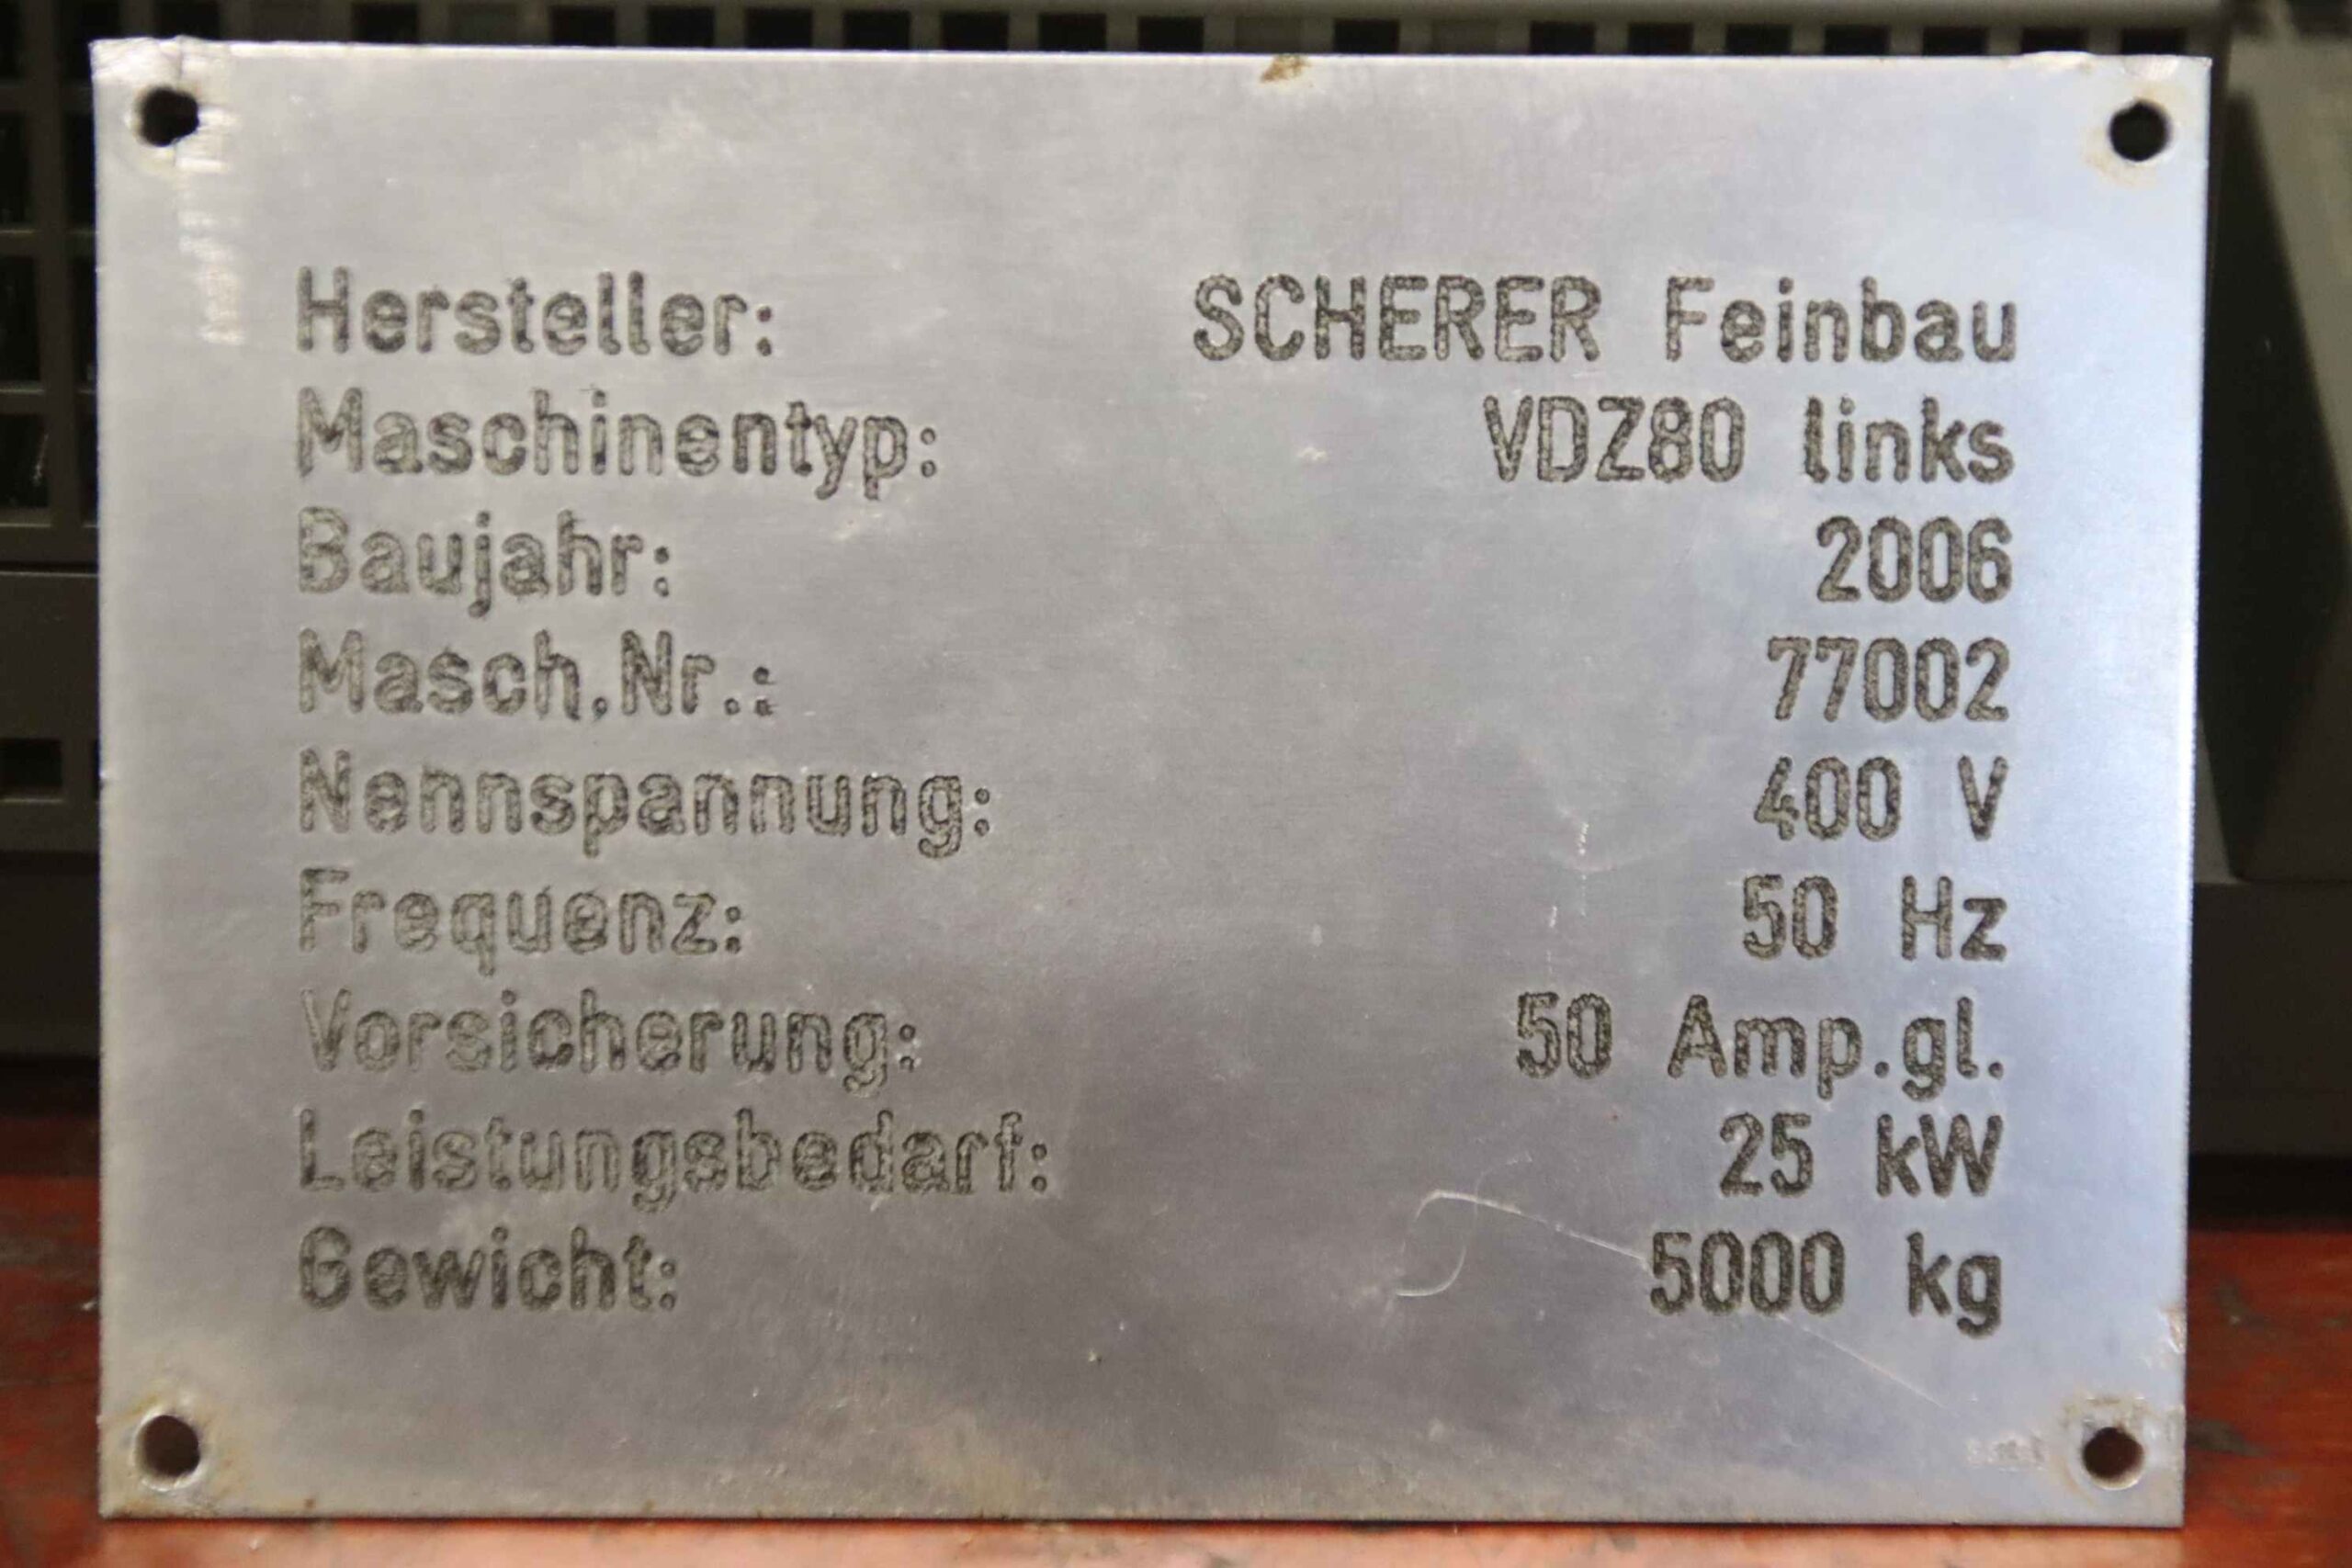 Hersteller: SCHERER Feinbau
Maschinentyp: VDZ80 links
Baujahr: 2006
Masch.Nr.: 77002
Nennspannung: 400 V
Frequenz: 50 Hz
Vorsicherung: 50 Amp.gl.
Leistungsbedarf: 25 kW
Gewicht: 5000 kg